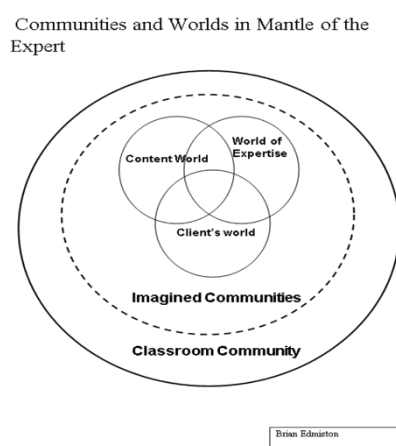 Communities and Worlds in Mantle of the
Expert
World of
Expertise
Content World
Client's world
Imagined Communities
Classroom Community
Brian Edmiston